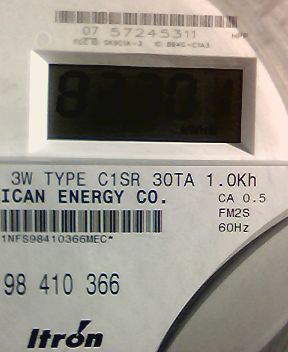 07 57245311
3W TYPE C1SR 30TA 1.0Kh
ICAN ENERGY CO.
CA 0.5
FM2S
60Hz
1NFS98410366MEC*
98 410 366
Itrón